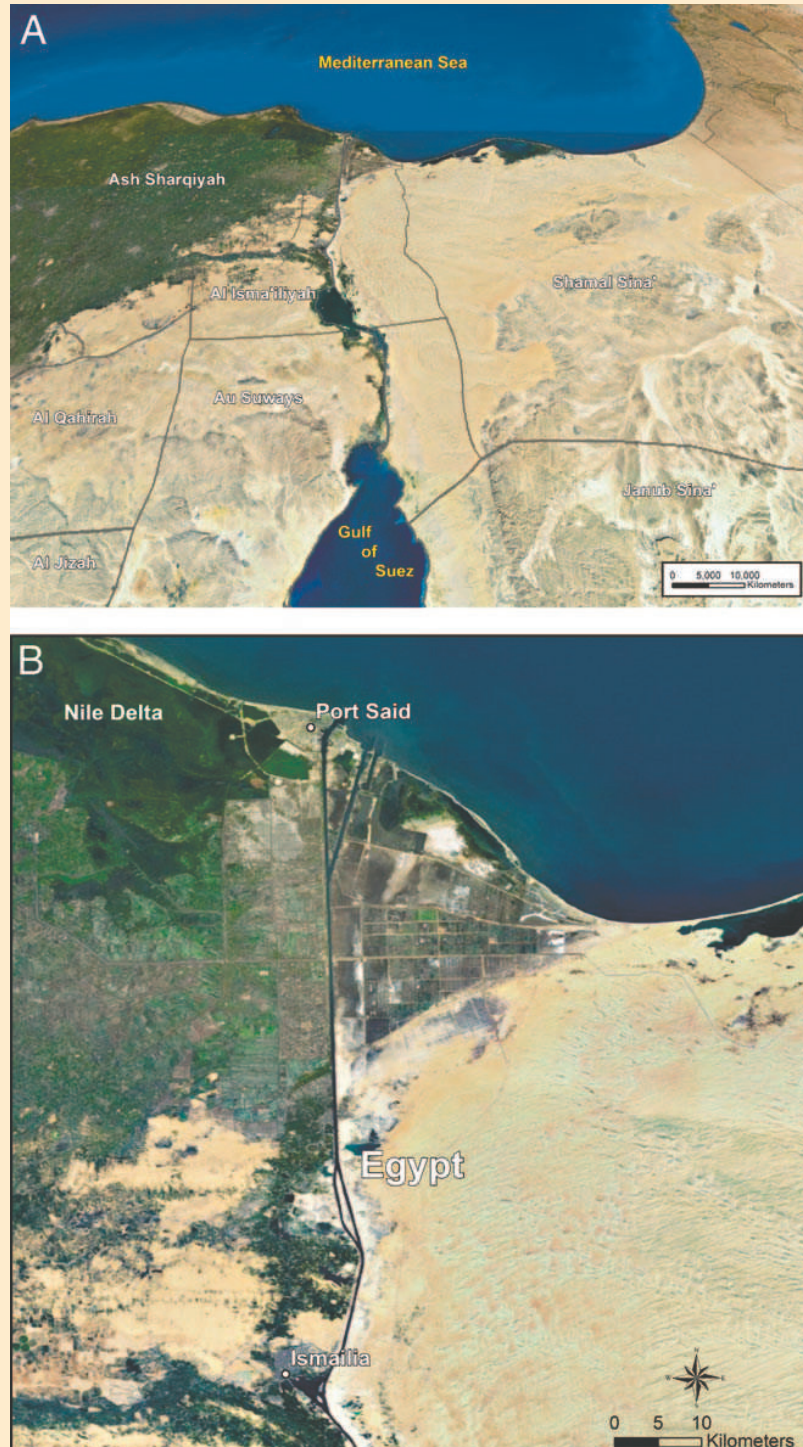 A
Mediterranean Sea
Ash Sharqiyah
Al Isma'iliyah
Shamal Sina'
Au Suways
Al Qahirah
Janub Sina'
Gulf
of
Suez
Al Jizah
0 5,000 10,000
Kilometers
B
Nile Delta
Port Said
Egypt
Ismailia
N
W E
S
0 5 10
Kilometers